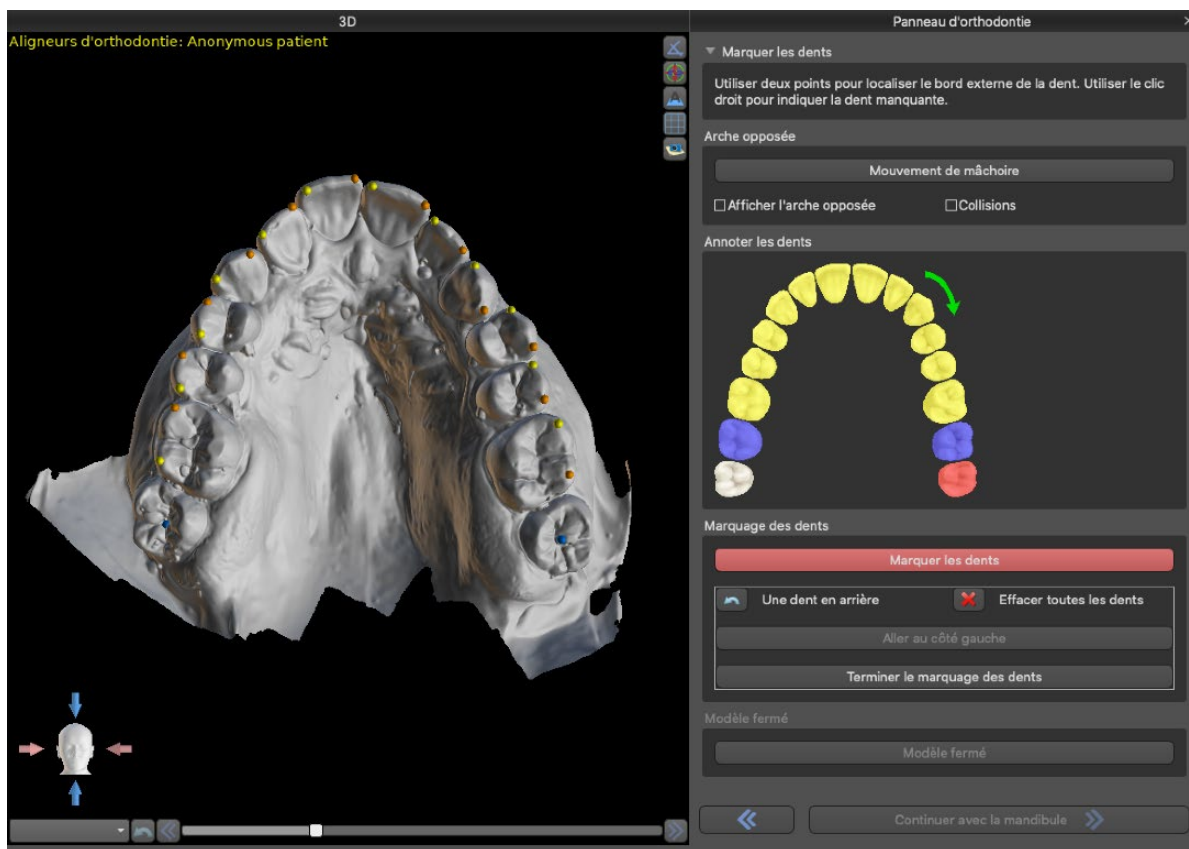 3D
Panneau d'orthodontie
Aligneurs d'orthodontie: Anonymous patient
Marquer les dents
Utiliser deux points pour localiser le bord externe de la dent. Utiliser le clic
droit pour indiquer la dent manquante.
Arche opposée
Mouvement de mâchoire
Afficher l'arche opposée
Collisions
Annoter les dents
Marquage des dents
Marquer les dents
Une dent en arrière
Effacer toutes les dents
Aller au côté gauche
Terminer le marquage des dents
Modèle fermé
Modèle fermé
Continuer avec la mandibule